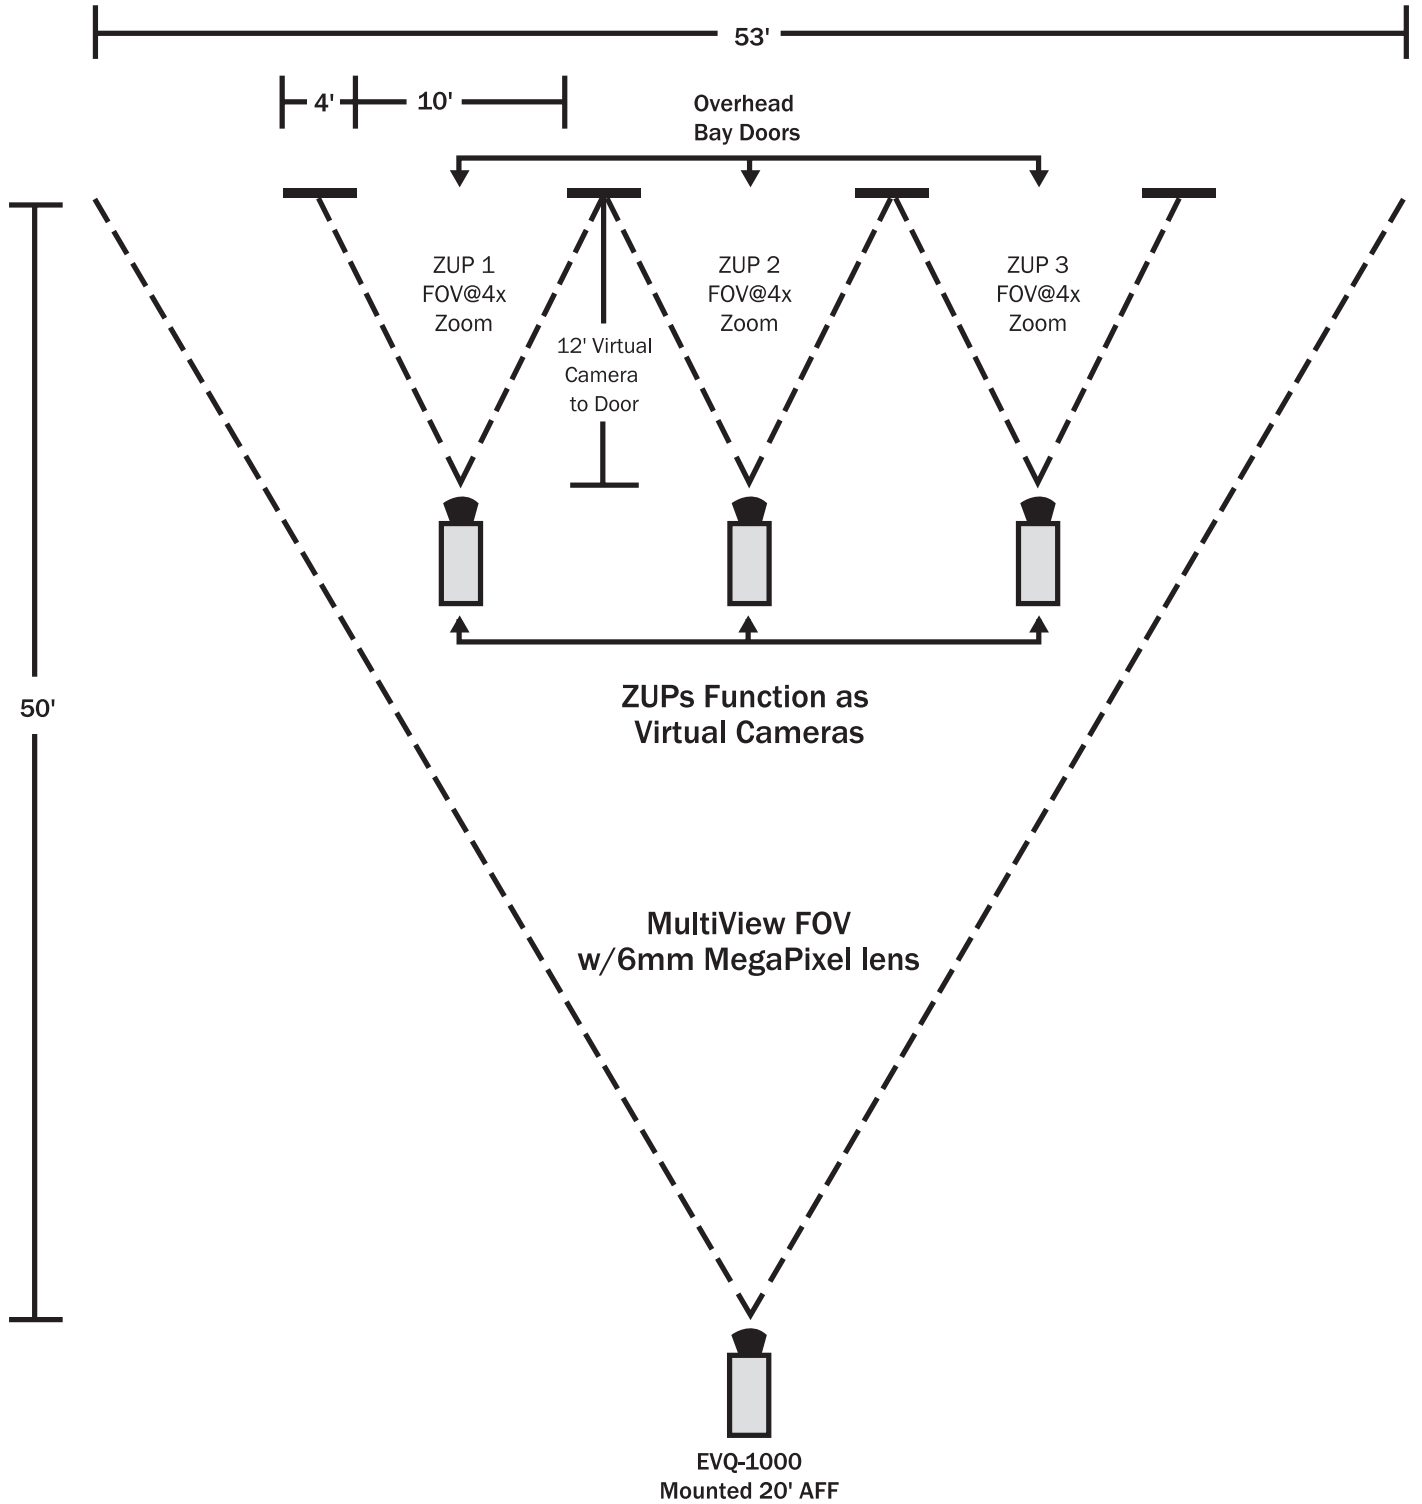 53'
4'
10'
Overhead
Bay Doors
ZUP 1
FOV@4x
Zoom
ZUP 2
FOV@4x
Zoom
ZUP 3
FOV@4x
Zoom
12' Virtual
Camera
to Door
50'
ZUPs Function as
Virtual Cameras
MultiView FOV
w/6mm MegaPixel lens
EVQ-1000
Mounted 20' AFF